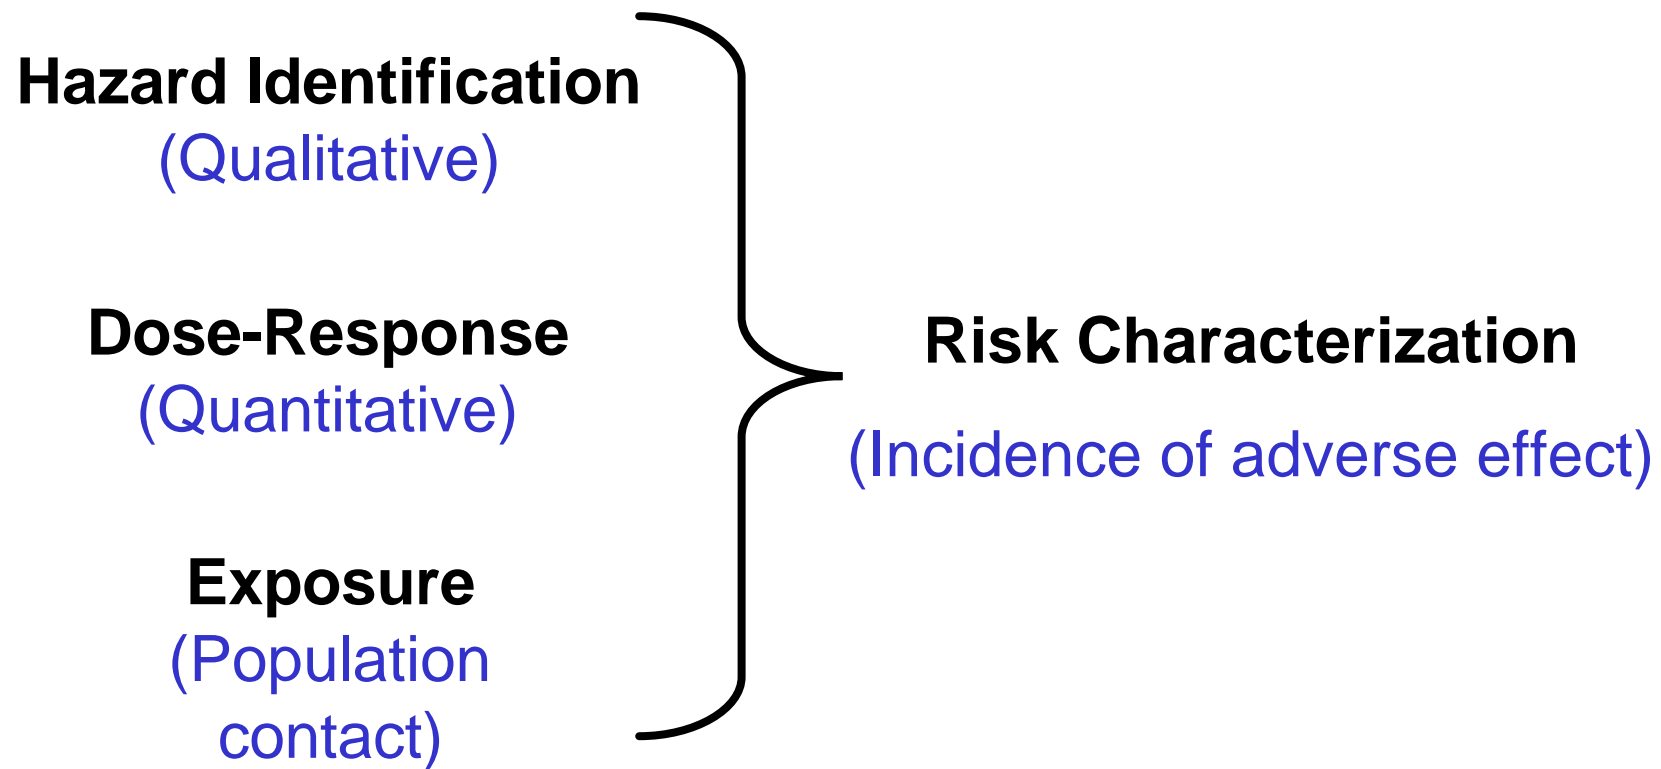 Hazard Identification
(Qualitative)
Dose-Response
(Quantitative)
Exposure
(Population
contact)
Risk Characterization
(Incidence of adverse effect)